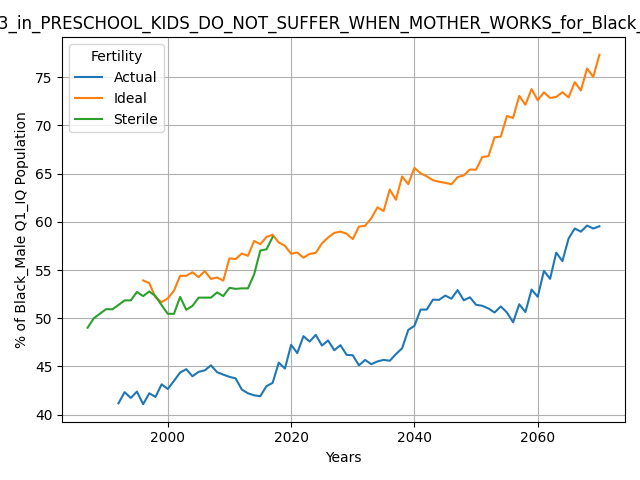 3_in_PRESCHOOL_KIDS_DO_NOT_SUFFER_WHEN_MOTHER_WORKS_for_Black_
Fertility
Actual
Ideal
Sterile
% of Black_Male Q1_IQ Population
75
70
65
60
55
50
45
40
2000
2020
2040
2060
Years